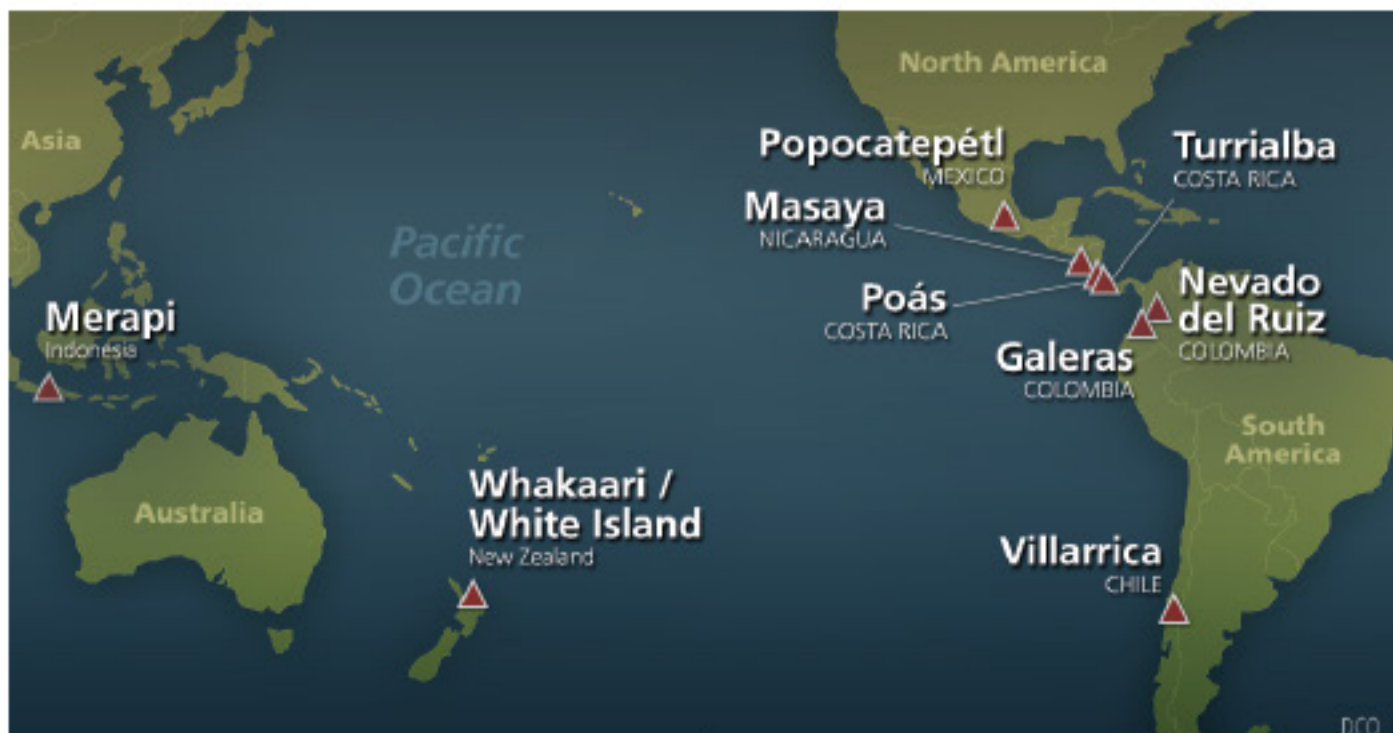 North America
Asia
Popocatepétl
MEXICO
Turrialba
COSTA RICA
Masaya
NICARAGUA
Pacific
Ocean
Poás
COSTA RICA
Nevado
del Ruiz
COLOMBIA
Merapi
Indonesia
Galeras
COLOMBIA
South
America
Whakaari /
White Island
New Zealand
Australia
Villarrica
CHILE
DCO